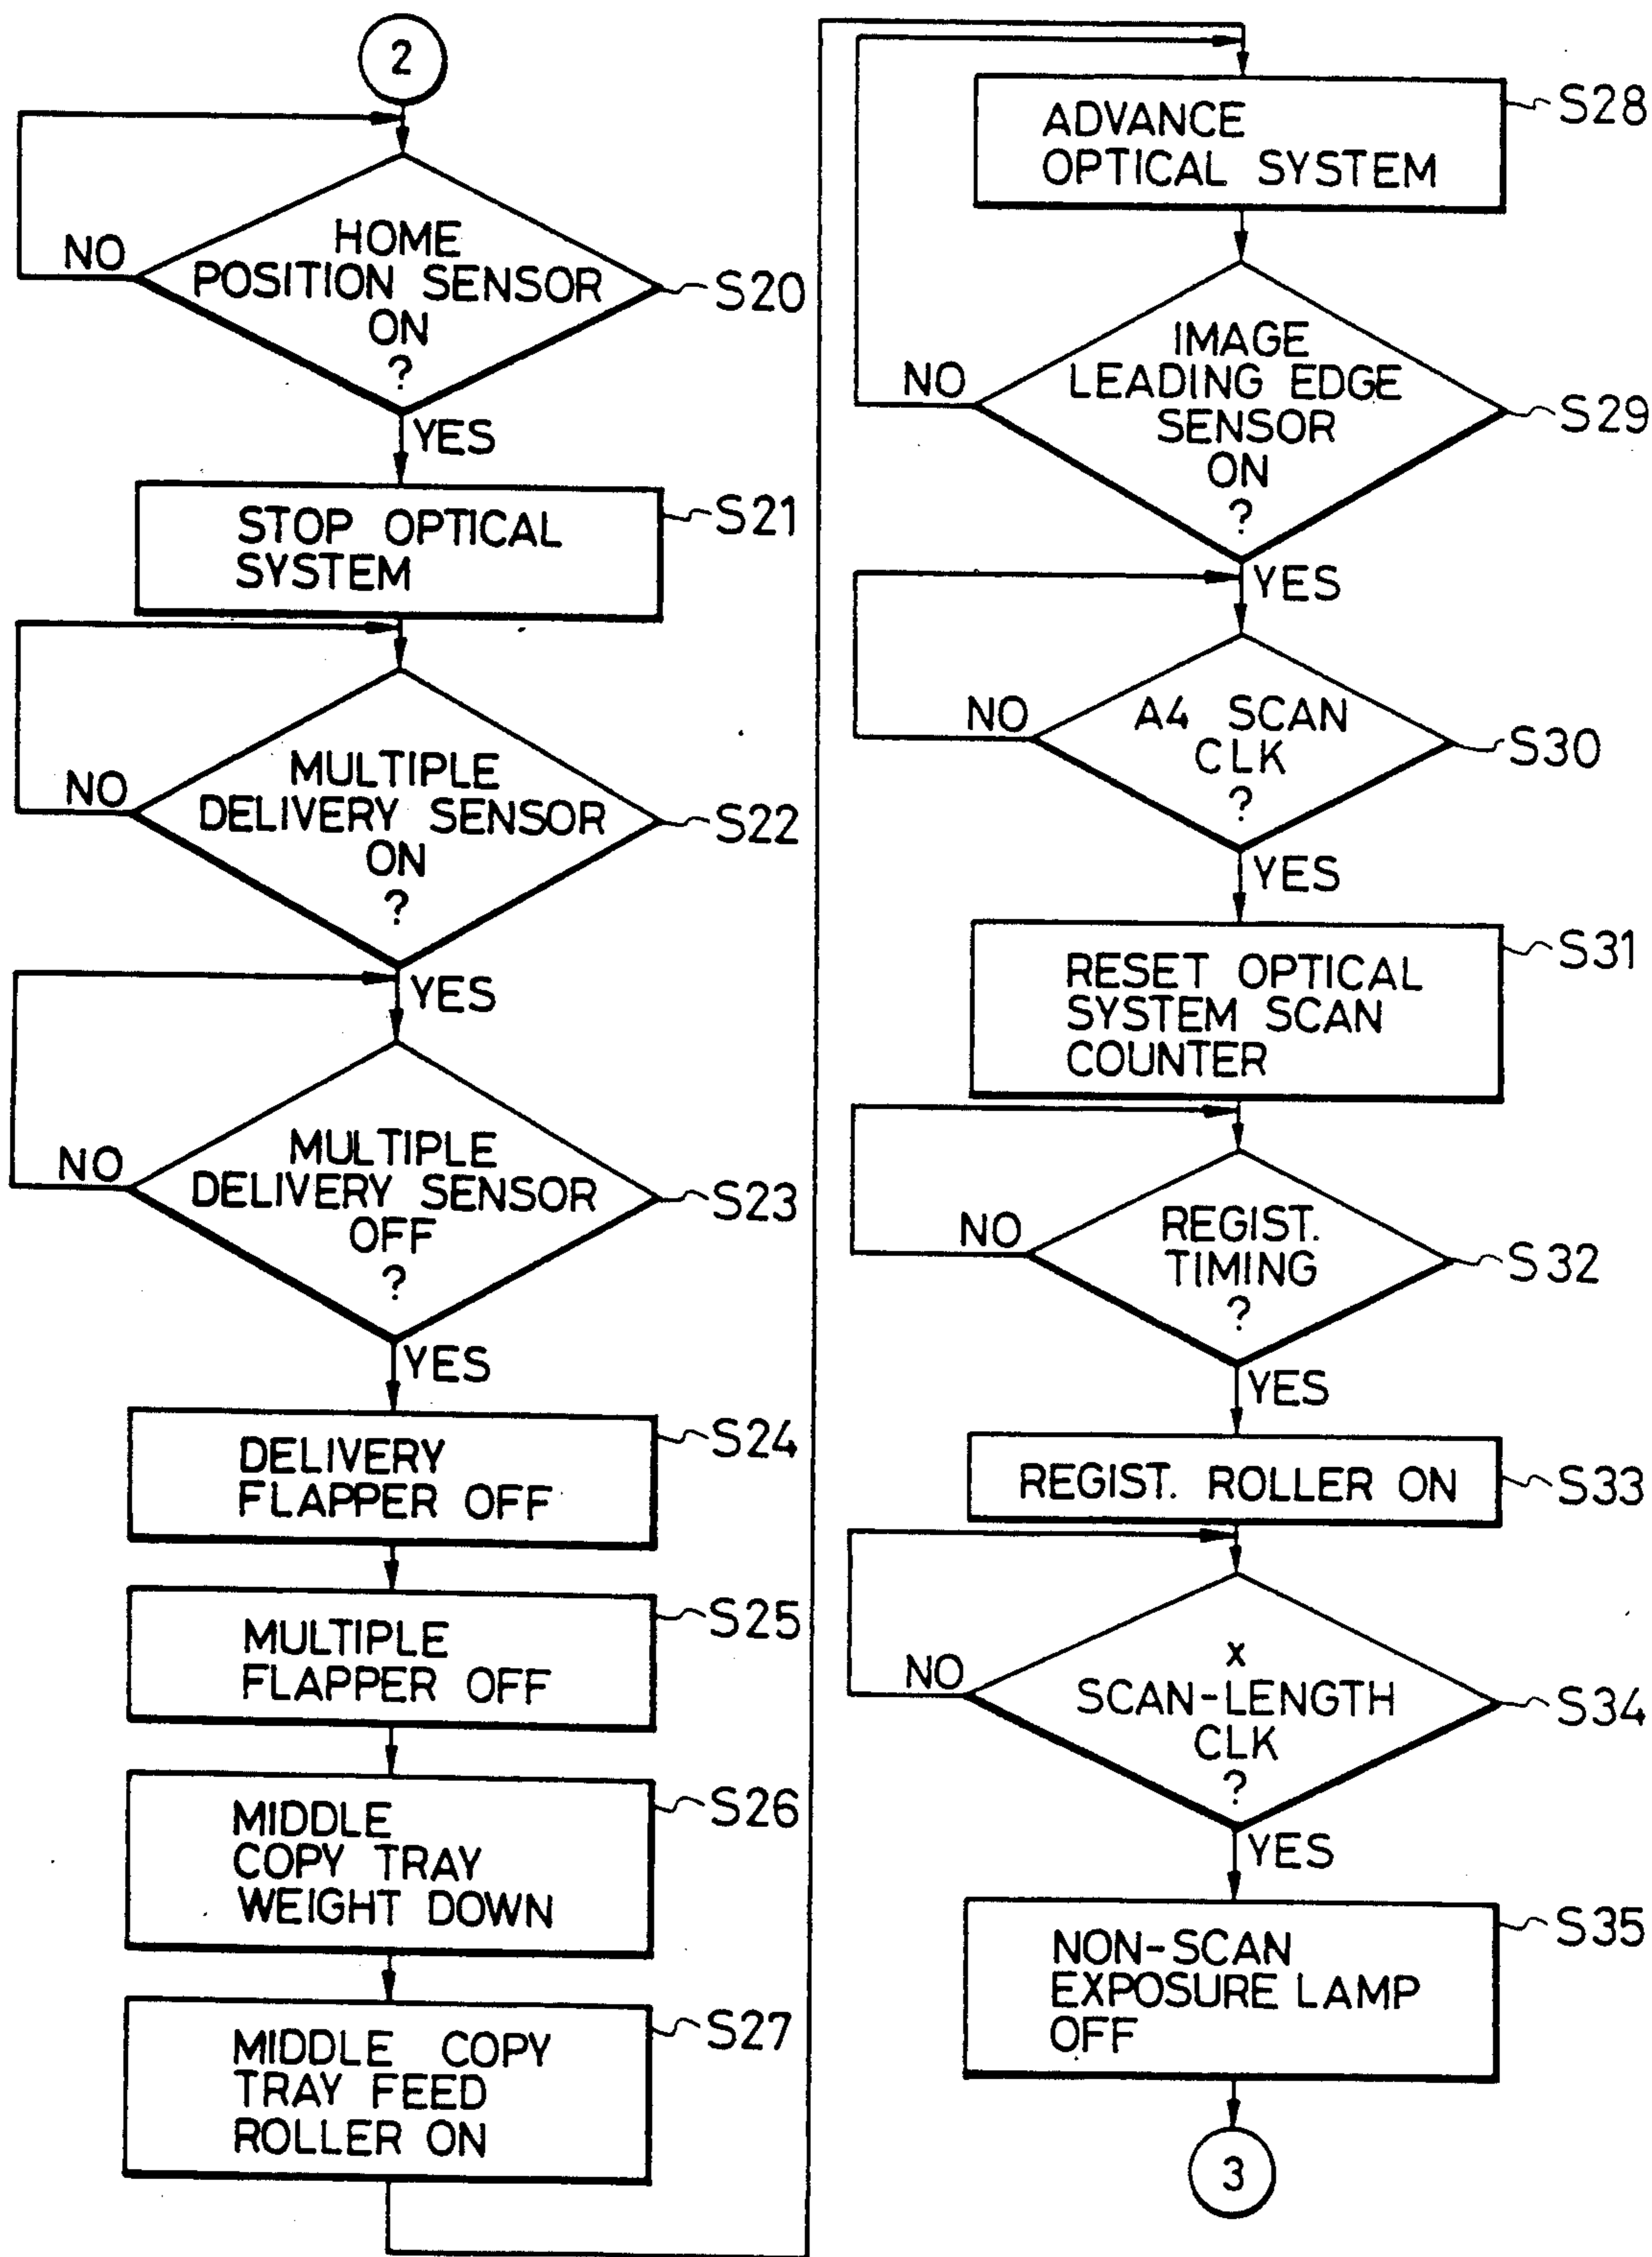 2
HOME
POSITION SENSOR
ON
?
NO
S20
YES
STOP OPTICAL
SYSTEM
S21
MULTIPLE
DELIVERY SENSOR
ON
?
NO
S22
YES
MULTIPLE
DELIVERY SENSOR
OFF
?
NO
S23
YES
DELIVERY
FLAPPER OFF
S24
MULTIPLE
FLAPPER OFF
S25
MIDDLE
COPY TRAY
WEIGHT DOWN
S26
MIDDLE COPY
TRAY FEED
ROLLER ON
S27
ADVANCE
OPTICAL SYSTEM
S28
IMAGE
LEADING EDGE
SENSOR
ON
?
NO
S29
YES
A4 SCAN
CLK
?
NO
S30
YES
RESET OPTICAL
SYSTEM SCAN
COUNTER
S31
REGIST.
TIMING
?
NO
S32
YES
REGIST. ROLLER ON
S33
x
SCAN-LENGTH
CLK
?
NO
S34
YES
NON-SCAN
EXPOSURE LAMP
OFF
S35
3